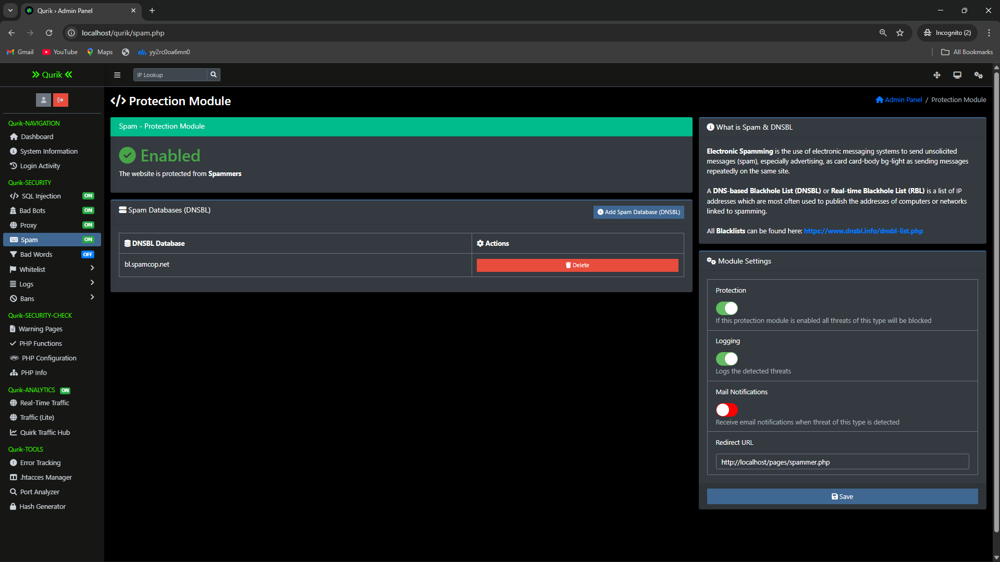 Qurik › Admin Panel
localhost/qurik/spam.php
Incognito (2)
Gmail
YouTube
Maps
yy2rc0oa6mn0
All Bookmarks
Qurik
IP Lookup
Qurik-NAVIGATION
Dashboard
System Information
Login Activity
Qurik-SECURITY
SQL Injection ON
Bad Bots ON
Proxy ON
Spam ON
Bad Words OFF
Whitelist
Logs
Bans
Qurik-SECURITY-CHECK
Warning Pages
PHP Functions
php PHP Configuration
PHP Info
Qurik-ANALYTICS ON
Real-Time Traffic
Traffic (Lite)
Quirk Traffic Hub
Qurik-TOOLS
Error Tracking
.htacces Manager
Port Analyzer
Hash Generator
</> Protection Module
Admin Panel / Protection Module
Spam - Protection Module
Enabled
The website is protected from Spammers
Spam Databases (DNSBL)
Add Spam Database (DNSBL)
DNSBL Database
Actions
bl.spamcop.net
Delete
What is Spam & DNSBL
Electronic Spamming is the use of electronic messaging systems to send unsolicited
messages (spam), especially advertising, as card card-body bg-light as sending messages
repeatedly on the same site.
A DNS-based Blackhole List (DNSBL) or Real-time Blackhole List (RBL) is a list of IP
addresses which are most often used to publish the addresses of computers or networks
linked to spamming.
All Blacklists can be found here: https://www.dnsbl.info/dnsbl-list.php
Module Settings
Protection
If this protection module is enabled all threats of this type will be blocked
Logging
Logs the detected threats
Mail Notifications
Receive email notifications when threat of this type is detected
Redirect URL
http://localhost/pages/spammer.php
Save